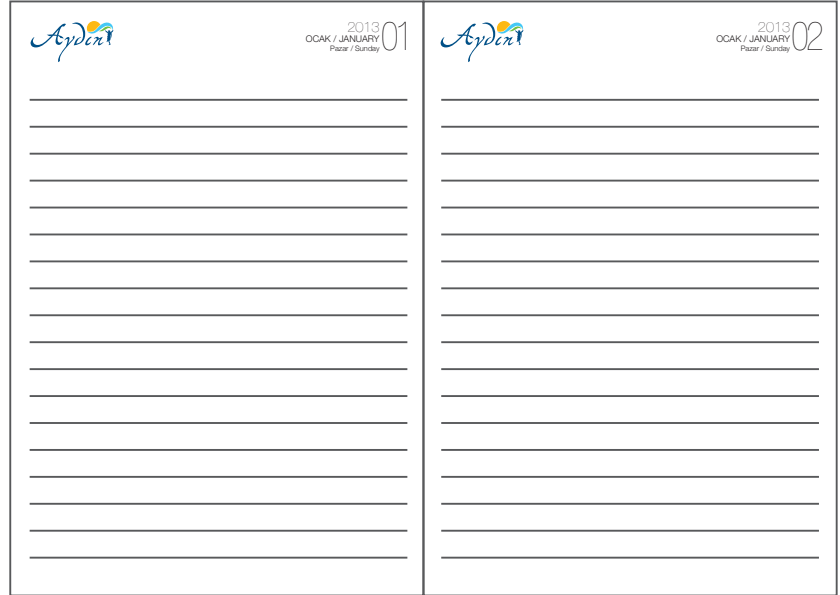 Aydın
2013
OCAK / JANUARY
Pazar / Sunday
01
Aydın
2013
OCAK / JANUARY
Pazar / Sunday
02